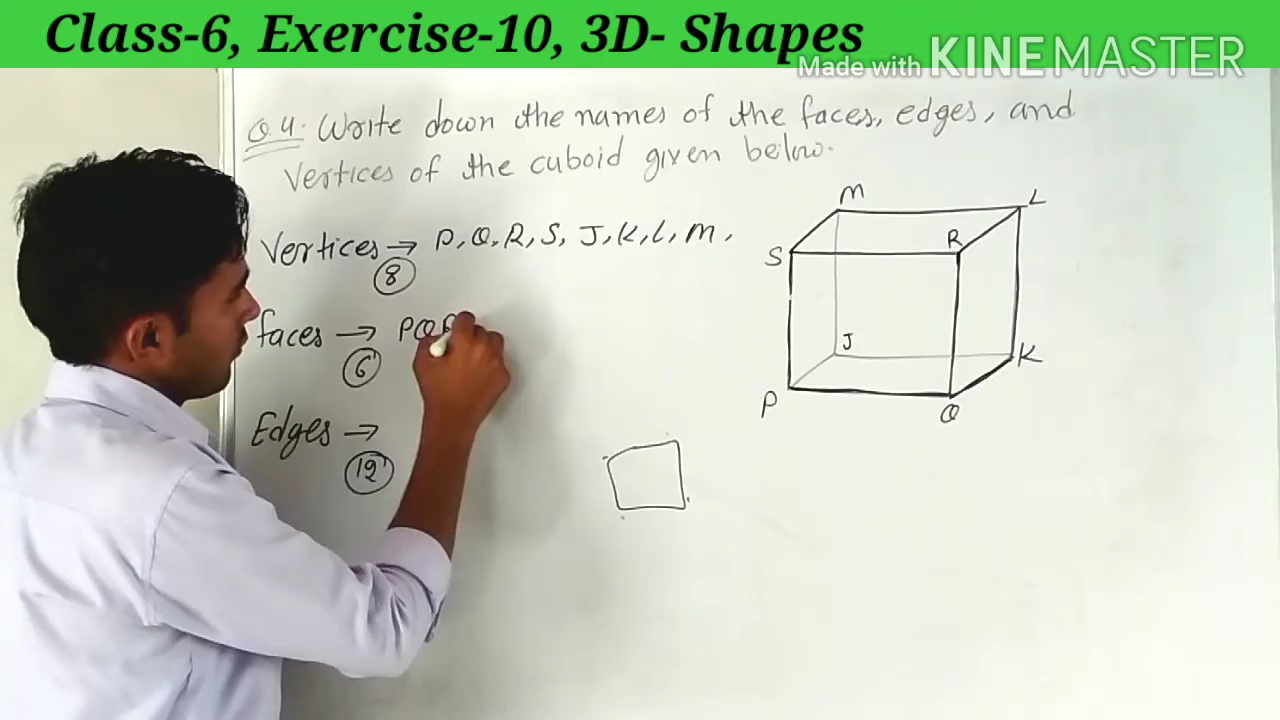 Class-6, Exercise-10, 3D- Shapes
Made with KINEMASTER
Q.4. Write down the names of the faces, edges, and
vertices of the cuboid given below.
Vertices → P, Q, R, S, J, K, L, M,
8
faces → PQR
6
Edges →
12
M
L
S
R
J
K
P
Q